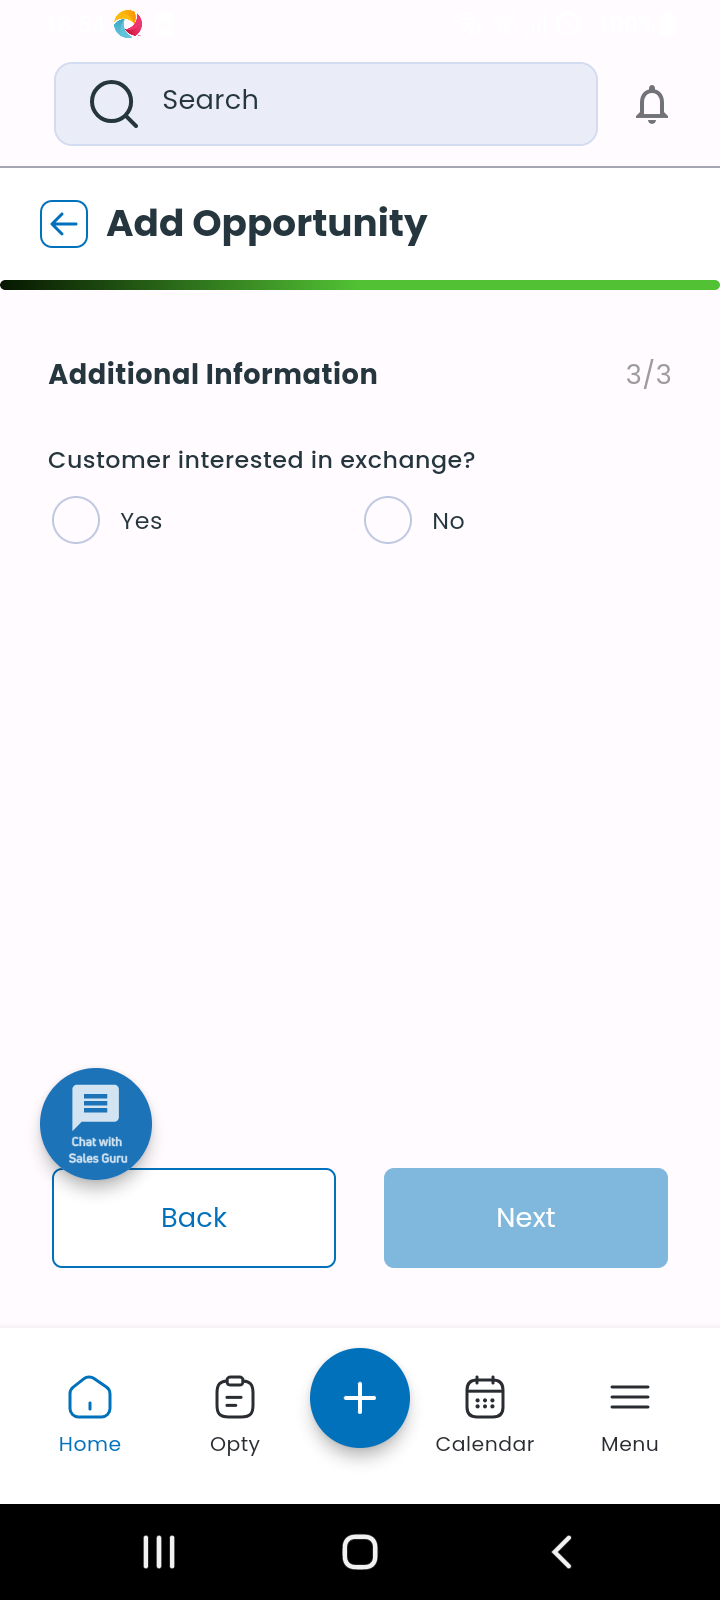 Search
Add Opportunity
Additional Information
3/3
Customer interested in exchange?
Yes
No
Chat with
Sales Guru
Back
Next
Home
Opty
Calendar
Menu